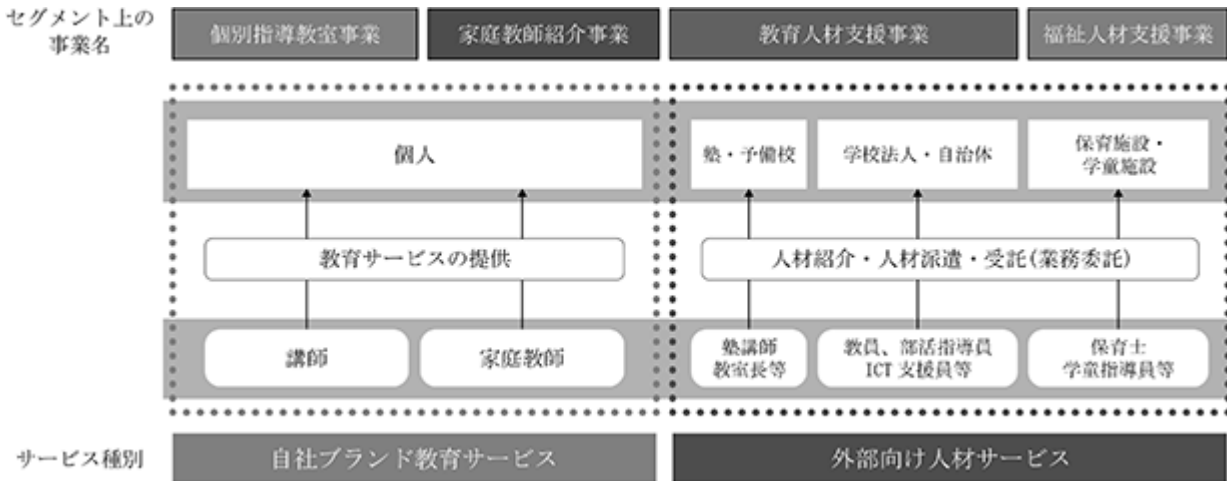 セグメント上の
事業名
個別指導教室事業
家庭教師紹介事業
教育人材支援事業
福祉人材支援事業
個人
塾・予備校
学校法人・自治体
保育施設・
学童施設
教育サービスの提供
人材紹介・人材派遣・受託(業務委託)
講師
家庭教師
塾講師
教室長等
教員、部活指導員
ICT支援員等
保育士
学童指導員等
サービス種別
自社ブランド教育サービス
外部向け人材サービス